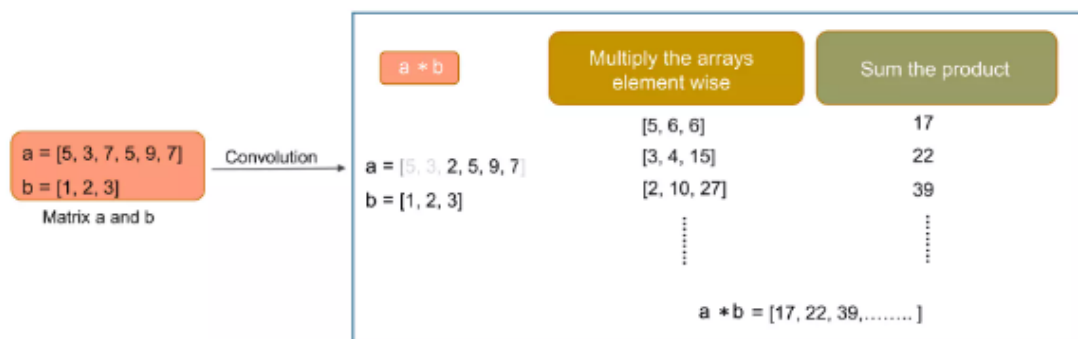 a = [5, 3, 7, 5, 9, 7]
b = [1, 2, 3]
Matrix a and b
Convolution
a * b
a = [5, 3, 2, 5, 9, 7]
b = [1, 2, 3]
Multiply the arrays
element wise
[5, 6, 6]
[3, 4, 15]
[2, 10, 27]
Sum the product
17
22
39
a * b = [17, 22, 39,........ ]